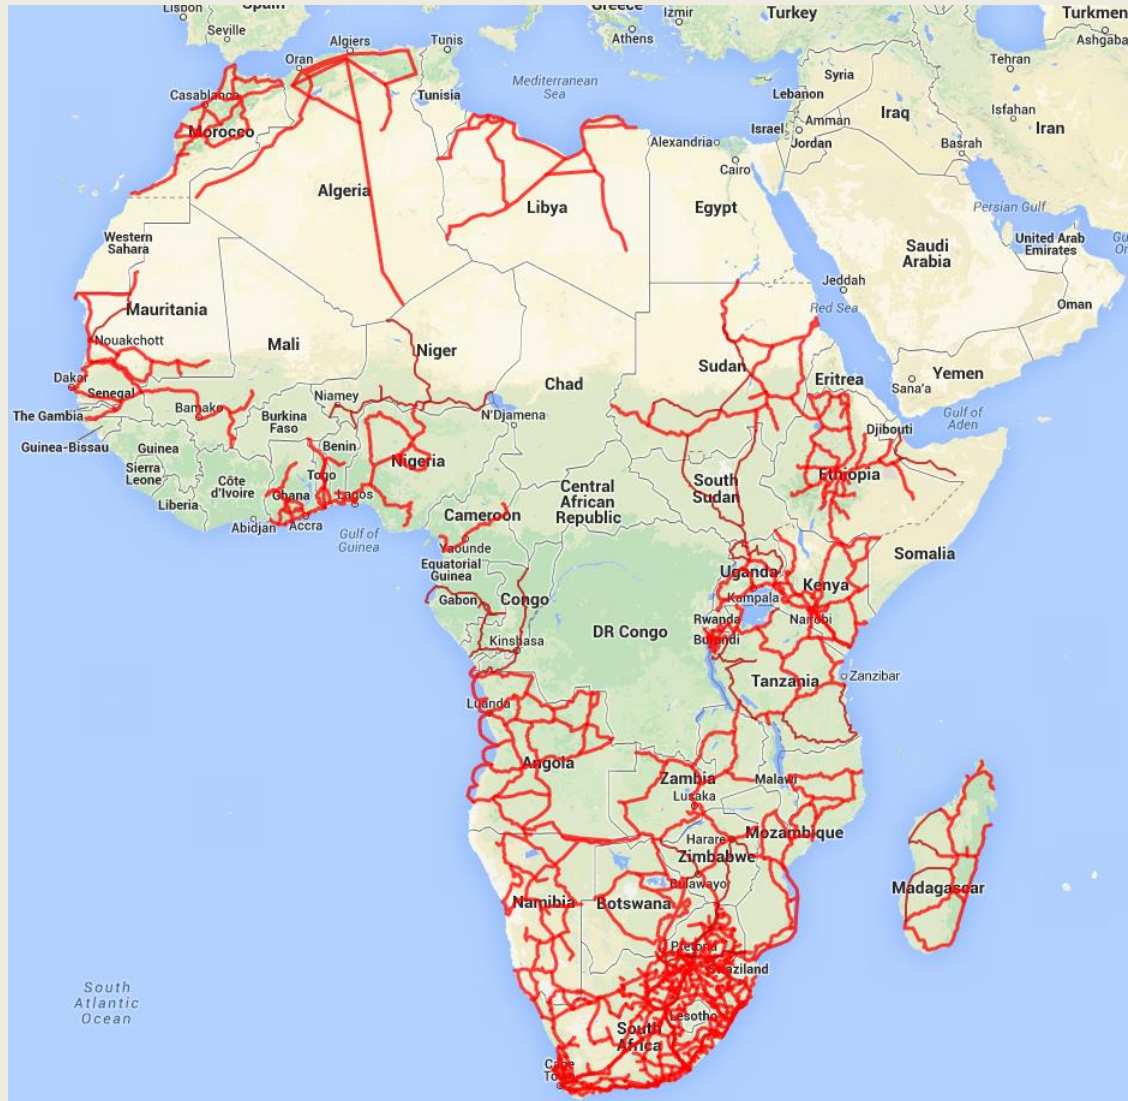 Lisbon
Spain
Seville
Greece
Athens
Izmir
Turkey
Turkmen
Ashgaba
Tehran
Algiers
Oran
Tunis
Mediterranean
Sea
Syria
Lebanon
Iraq
Isfahan
Iran
Casablanca
Morocco
Tunisia
Israel
Amman
Jordan
Basrah
Alexandria
Cairo
Algeria
Libya
Egypt
Persian Gulf
Western
Sahara
Saudi
Arabia
United Arab
Emirates
Gu
Jeddah
Red Sea
Oman
Mauritania
Nouakchott
Mali
Niger
Chad
Sudan
Eritrea
Sana'a
Yemen
Dakar
Senegal
The Gambia
Bamako
Niamey
Burkina
Faso
N'Djamena
Gulf of
Aden
Djibouti
Guinea-Bissau
Guinea
Benin
Nigeria
Sierra
Leone
Côte
d'Ivoire
Togo
Ghana
Lagos
Liberia
Abidjan
Accra
Gulf of
Guinea
Cameroon
Central
African
Republic
South
Sudan
Ethiopia
Somalia
Yaounde
Equatorial
Guinea
Gabon
Congo
Uganda
Kampala
Kenya
Nairobi
Kinshasa
DR Congo
Rwanda
Burundi
Tanzania
Zanzibar
Luanda
Angola
Zambia
Lusaka
Malawi
Harare
Mozambique
Zimbabwe
Bulawayo
Madagascar
Namibia
Botswana
Pretoria
Swaziland
South
Atlantic
Ocean
Lesotho
South
Africa
Cape
Town